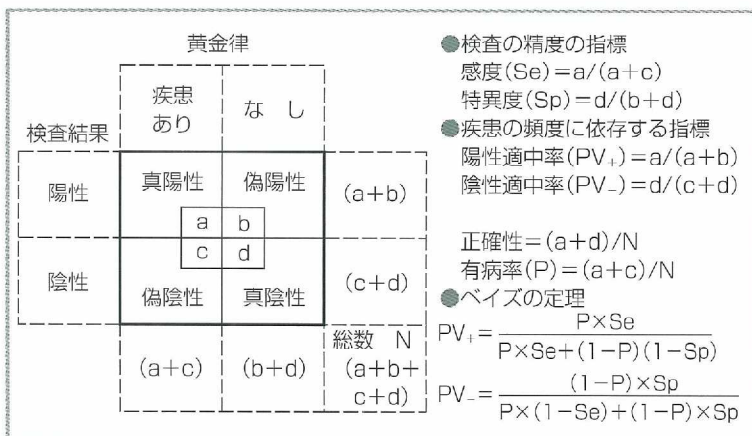 黄金律
疾患
あり
な し
検査結果
陽性
真陽性
偽陽性
(a+b)
a
b
c
d
陰性
偽陰性
真陰性
(c+d)
(a+c)
(b+d)
総数 N
(a+b+
c+d)
●検査の精度の指標
感度(Se)=a/(a+c)
特異度(Sp)=d/(b+d)
●疾患の頻度に依存する指標
陽性適中率(PV₊)=a/(a+b)
陰性適中率(PV₋)=d/(c+d)
正確性=(a+d)/N
有病率(P)=(a+c)/N
●ベイズの定理
PV₊=
P×Se
P×Se+(1-P)(1-Sp)
PV₋=
(1-P)×Sp
P×(1-Se)+(1-P)×Sp